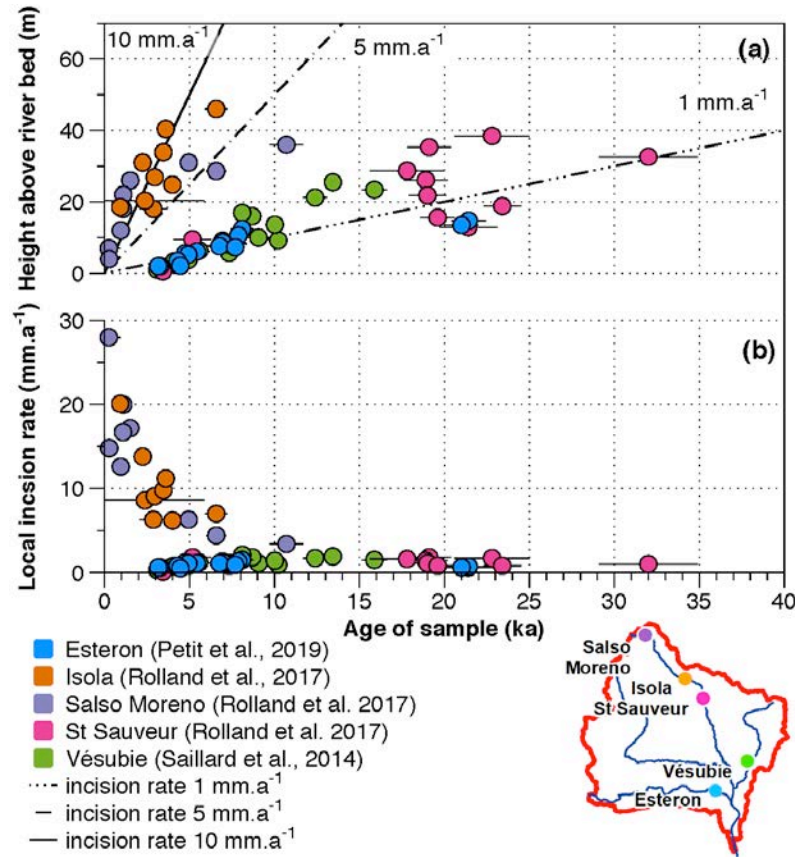 10 mm.a-1
5 mm.a-1
(a)
1 mm.a-1
Height above river bed (m)
60
40
20
0
(b)
Local incsion rate (mm.a-1)
30
20
10
0
0 5 10 15 20 25 30 35 40
Age of sample (ka)
Esteron (Petit et al., 2019)
Isola (Rolland et al., 2017)
Salso Moreno (Rolland et al. 2017)
St Sauveur (Rolland et al. 2017)
Vésubie (Saillard et al., 2014)
incision rate 1 mm.a-1
incision rate 5 mm.a-1
incision rate 10 mm.a-1
Salso
Moreno
Isola
St Sauveur
Vésubie
Esteron